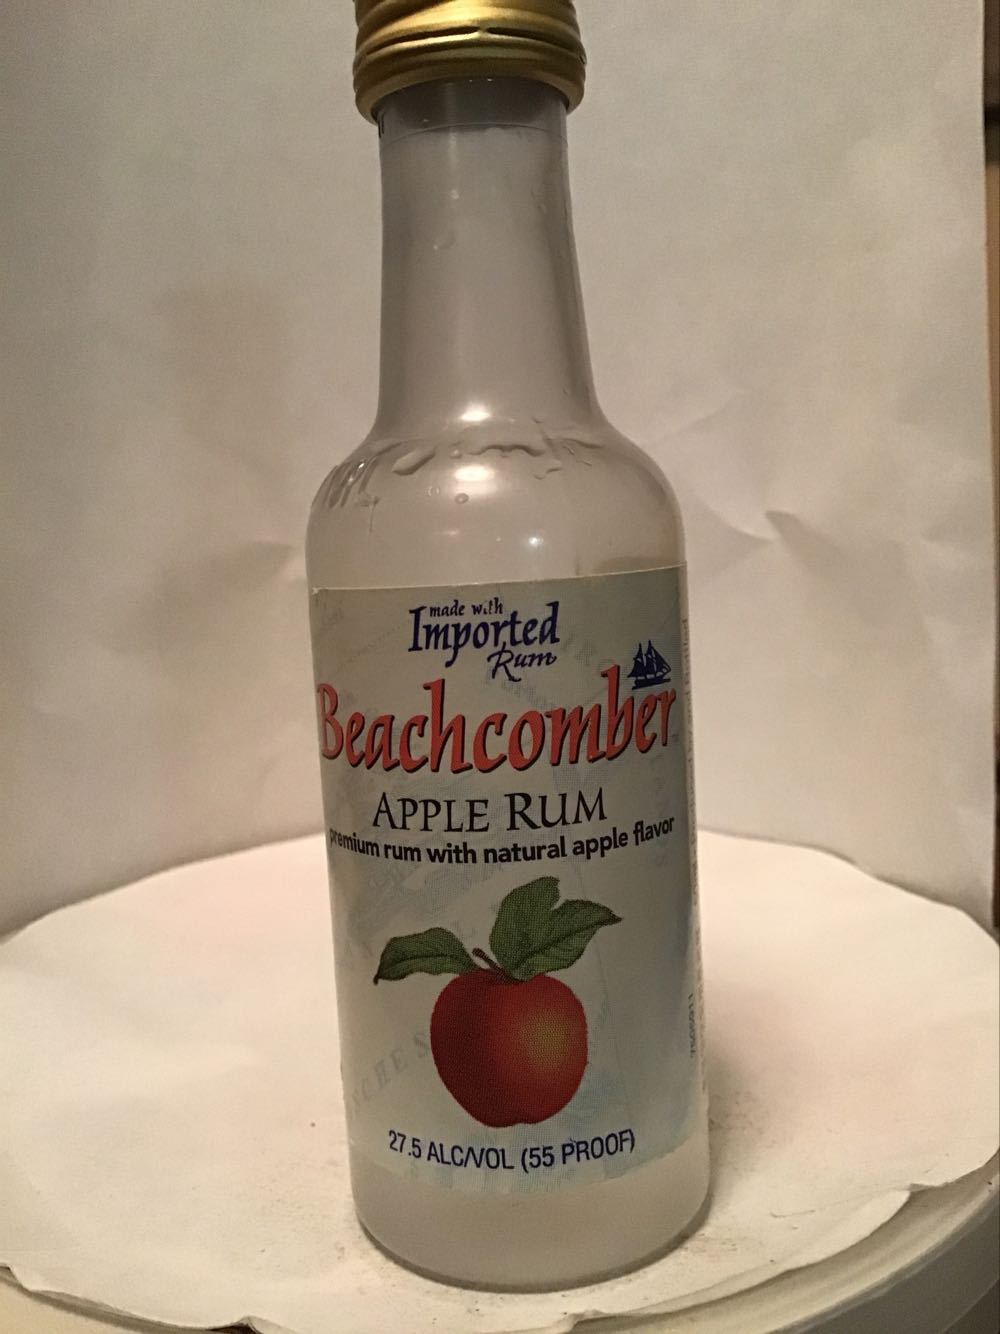 made with
Imported
Rum
Beachcomber
APPLE RUM
premium rum with natural apple flavor
27.5 ALC/VOL (55 PROOF)